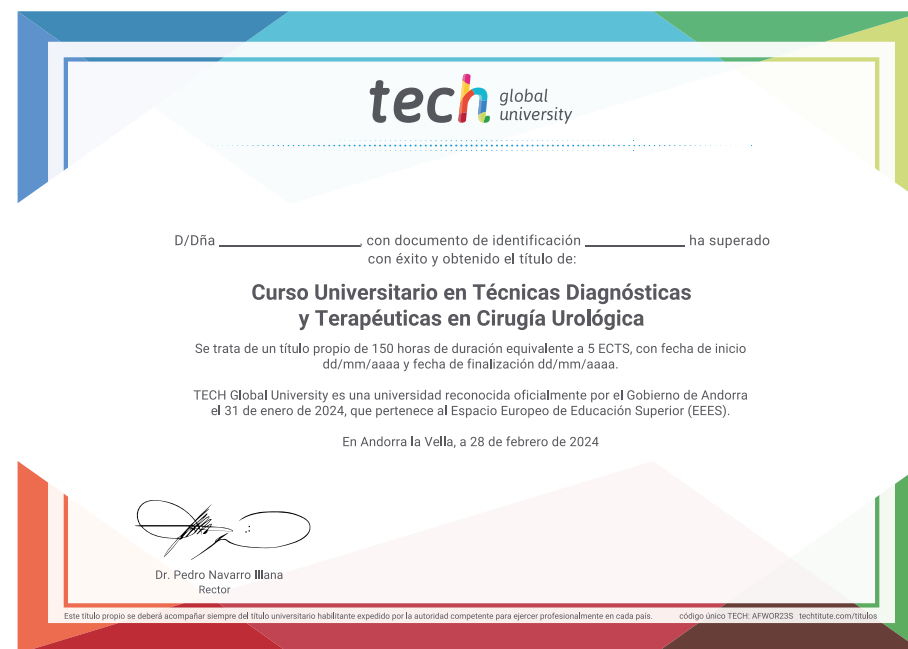 tech global university
D/Dña ____________________, con documento de identificación ______________ ha superado
con éxito y obtenido el título de:
Curso Universitario en Técnicas Diagnósticas
y Terapéuticas en Cirugía Urológica
Se trata de un título propio de 150 horas de duración equivalente a 5 ECTS, con fecha de inicio
dd/mm/aaaa y fecha de finalización dd/mm/aaaa.
TECH Global University es una universidad reconocida oficialmente por el Gobierno de Andorra
el 31 de enero de 2024, que pertenece al Espacio Europeo de Educación Superior (EEES).
En Andorra la Vella, a 28 de febrero de 2024
Dr. Pedro Navarro Illana
Rector
Este título propio se deberá acompañar siempre del título universitario habilitante expedido por la autoridad competente para ejercer profesionalmente en cada país. código único TECH: AFWOR23S techtitute.com/titulos